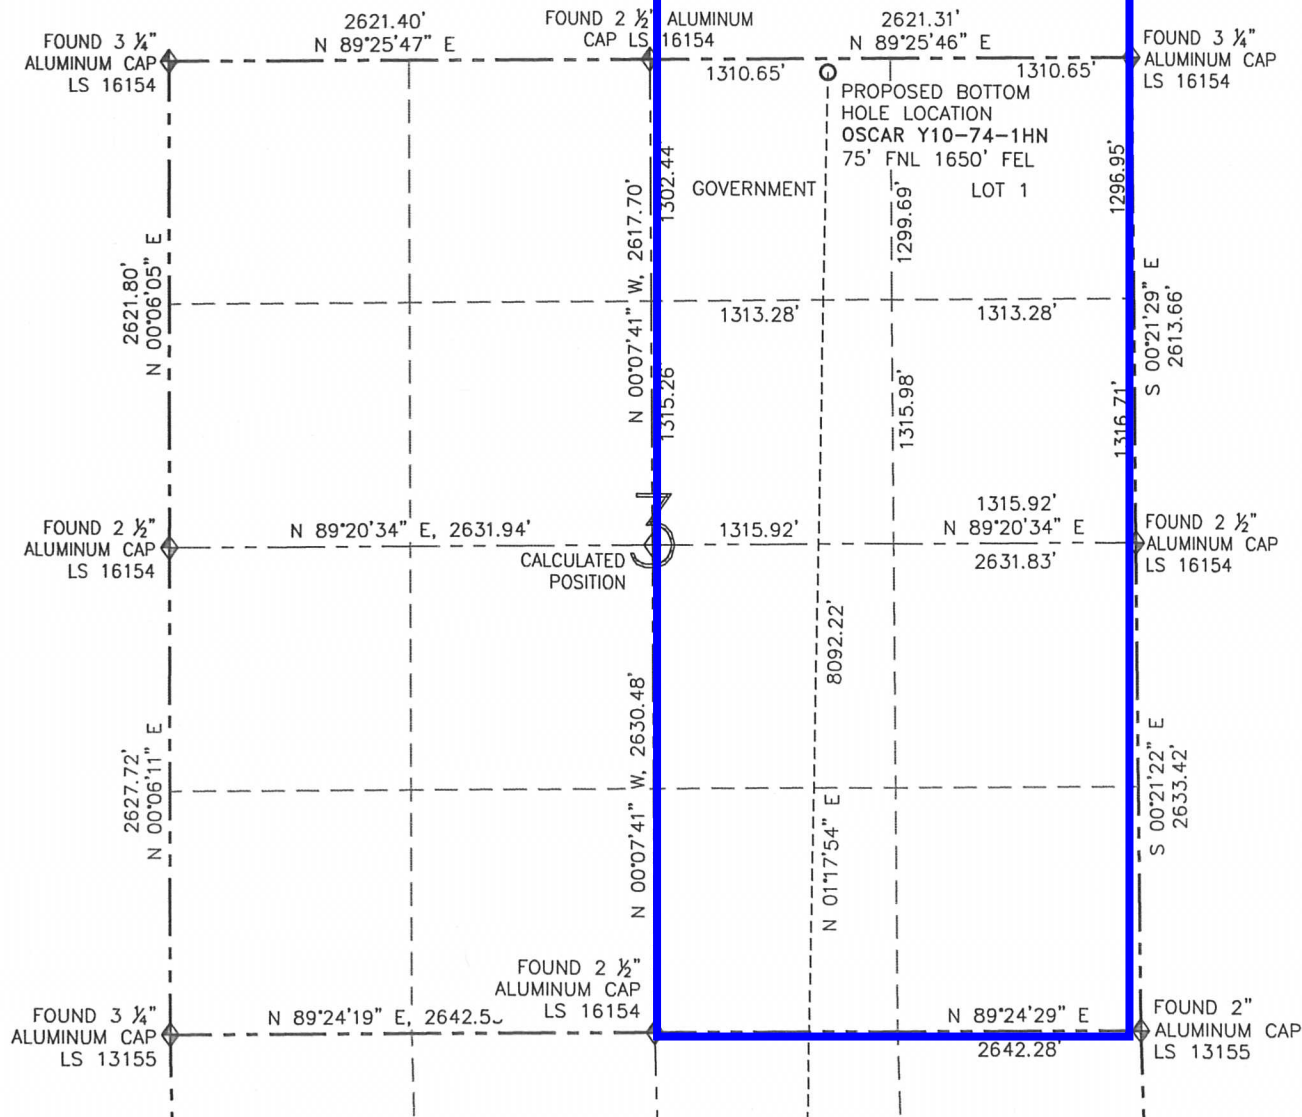 2621.40'
N 89°25'47" E
FOUND 3 ¼"
ALUMINUM CAP
LS 16154
FOUND 2 ½" ALUMINUM
CAP LS 16154
2621.31'
N 89°25'46" E
1310.65'
1310.65'
FOUND 3 ¼"
ALUMINUM CAP
LS 16154
PROPOSED BOTTOM
HOLE LOCATION
OSCAR Y10-74-1HN
75' FNL 1650' FEL
GOVERNMENT
LOT 1
2621.80'
N 00°06'05" E
N 00°07'41" W, 2617.70'
1302.44
1299.69'
1296.95'
S 00°21'29" E
2613.66'
1313.28'
1313.28'
1315.26'
1315.98'
1316.71'
FOUND 2 ½"
ALUMINUM CAP
LS 16154
N 89°20'34" E, 2631.94'
CALCULATED
POSITION
3
1315.92'
1315.92'
N 89°20'34" E
2631.83'
FOUND 2 ½"
ALUMINUM CAP
LS 16154
2627.72'
N 00°06'11" E
N 00°07'41" W, 2630.48'
8092.22'
N 01°17'54" E
S 00°21'22" E
2633.42'
FOUND 3 ¼"
ALUMINUM CAP
LS 13155
N 89°24'19" E, 2642.5
FOUND 2 ½"
ALUMINUM CAP
LS 16154
N 89°24'29" E
2642.28'
FOUND 2"
ALUMINUM CAP
LS 13155